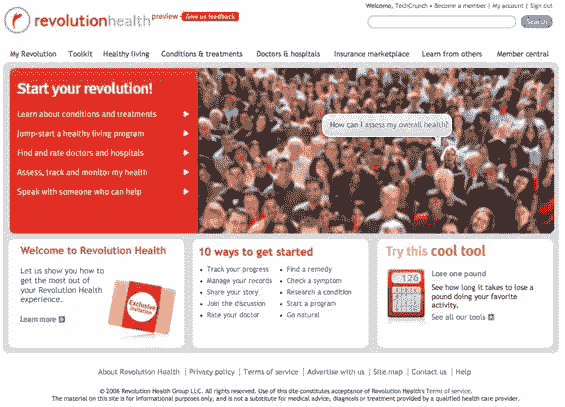 revolutionhealth preview • Give us feedback
Welcome, TechCrunch • Become a member | My account | Sign out
Search
My Revolution Toolkit Healthy living Conditions & treatments Doctors & hospitals Insurance marketplace Learn from others Member central
Start your revolution!
Learn about conditions and treatments
Jump-start a healthy living program
Find and rate doctors and hospitals
Assess, track and monitor my health
Speak with someone who can help
How can I assess my overall health?
Welcome to Revolution Health
Let us show you how to
get the most out of
your Revolution Health
experience.
Learn more
Exclusive
Invitation
10 ways to get started
• Track your progress
• Manage your records
• Share your story
• Join the discussion
• Rate your doctor
• Find a remedy
• Check a symptom
• Research a condition
• Start a program
• Go natural
Try this cool tool
126
Lose one pound
See how long it takes to lose a
pound doing your favorite
activity.
See all our tools
About Revolution Health | Privacy policy | Terms of service | Advertise with us | Site map | Contact us | Help
© 2006 Revolution Health Group LLC. All rights reserved. Use of this site constitutes acceptance of Revolution Health's Terms of service.
The material on this site is for informational purposes only, and is not a substitute for medical advice, diagnosis or treatment provided by a qualified health care provider.